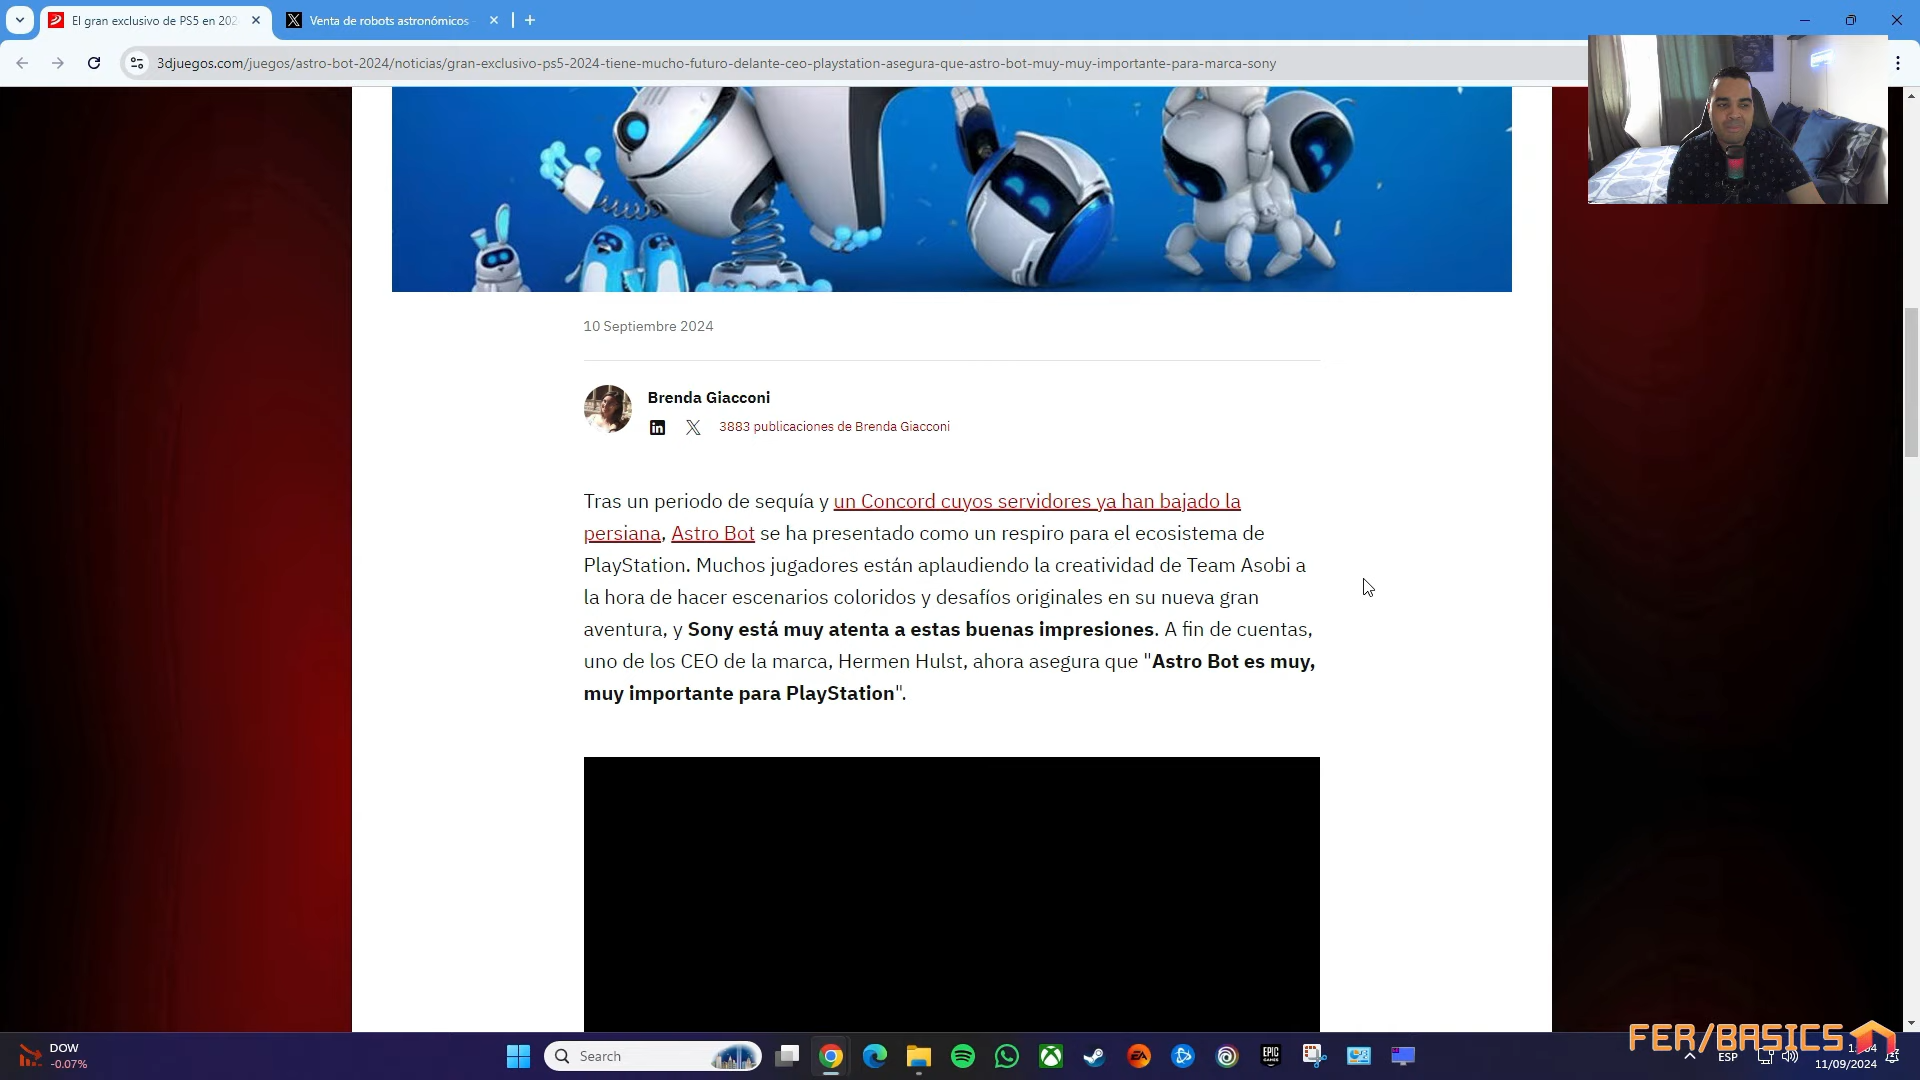 El gran exclusivo de PS5 en 202
Venta de robots astronómicos
3djuegos.com/juegos/astro-bot-2024/noticias/gran-exclusivo-ps5-2024-tiene-mucho-futuro-delante-ceo-playstation-asegura-que-astro-bot-muy-muy-importante-para-marca-sony
10 Septiembre 2024
Brenda Giacconi
3883 publicaciones de Brenda Giacconi
Tras un periodo de sequía y un Concord cuyos servidores ya han bajado la
persiana, Astro Bot se ha presentado como un respiro para el ecosistema de
PlayStation. Muchos jugadores están aplaudiendo la creatividad de Team Asobi a
la hora de hacer escenarios coloridos y desafíos originales en su nueva gran
aventura, y Sony está muy atenta a estas buenas impresiones. A fin de cuentas,
uno de los CEO de la marca, Hermen Hulst, ahora asegura que "Astro Bot es muy,
muy importante para PlayStation".
DOW
-0.07%
Search
EA
EPIC
GAMES
FER/BASICS
ESP
11/09/2024